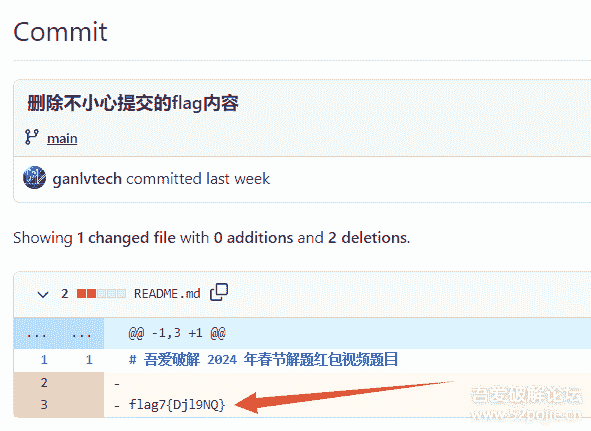 Commit
删除不小心提交的flag内容
main
ganlvtech committed last week
Showing 1 changed file with 0 additions and 2 deletions.
2 README.md
... ... @@ -1,3 +1 @@
1 1 # 吾爱破解 2024 年春节解题红包视频题目
2 -
3 - flag7{Djl9NQ}
吾爱破解论坛
www.52pojie.cn